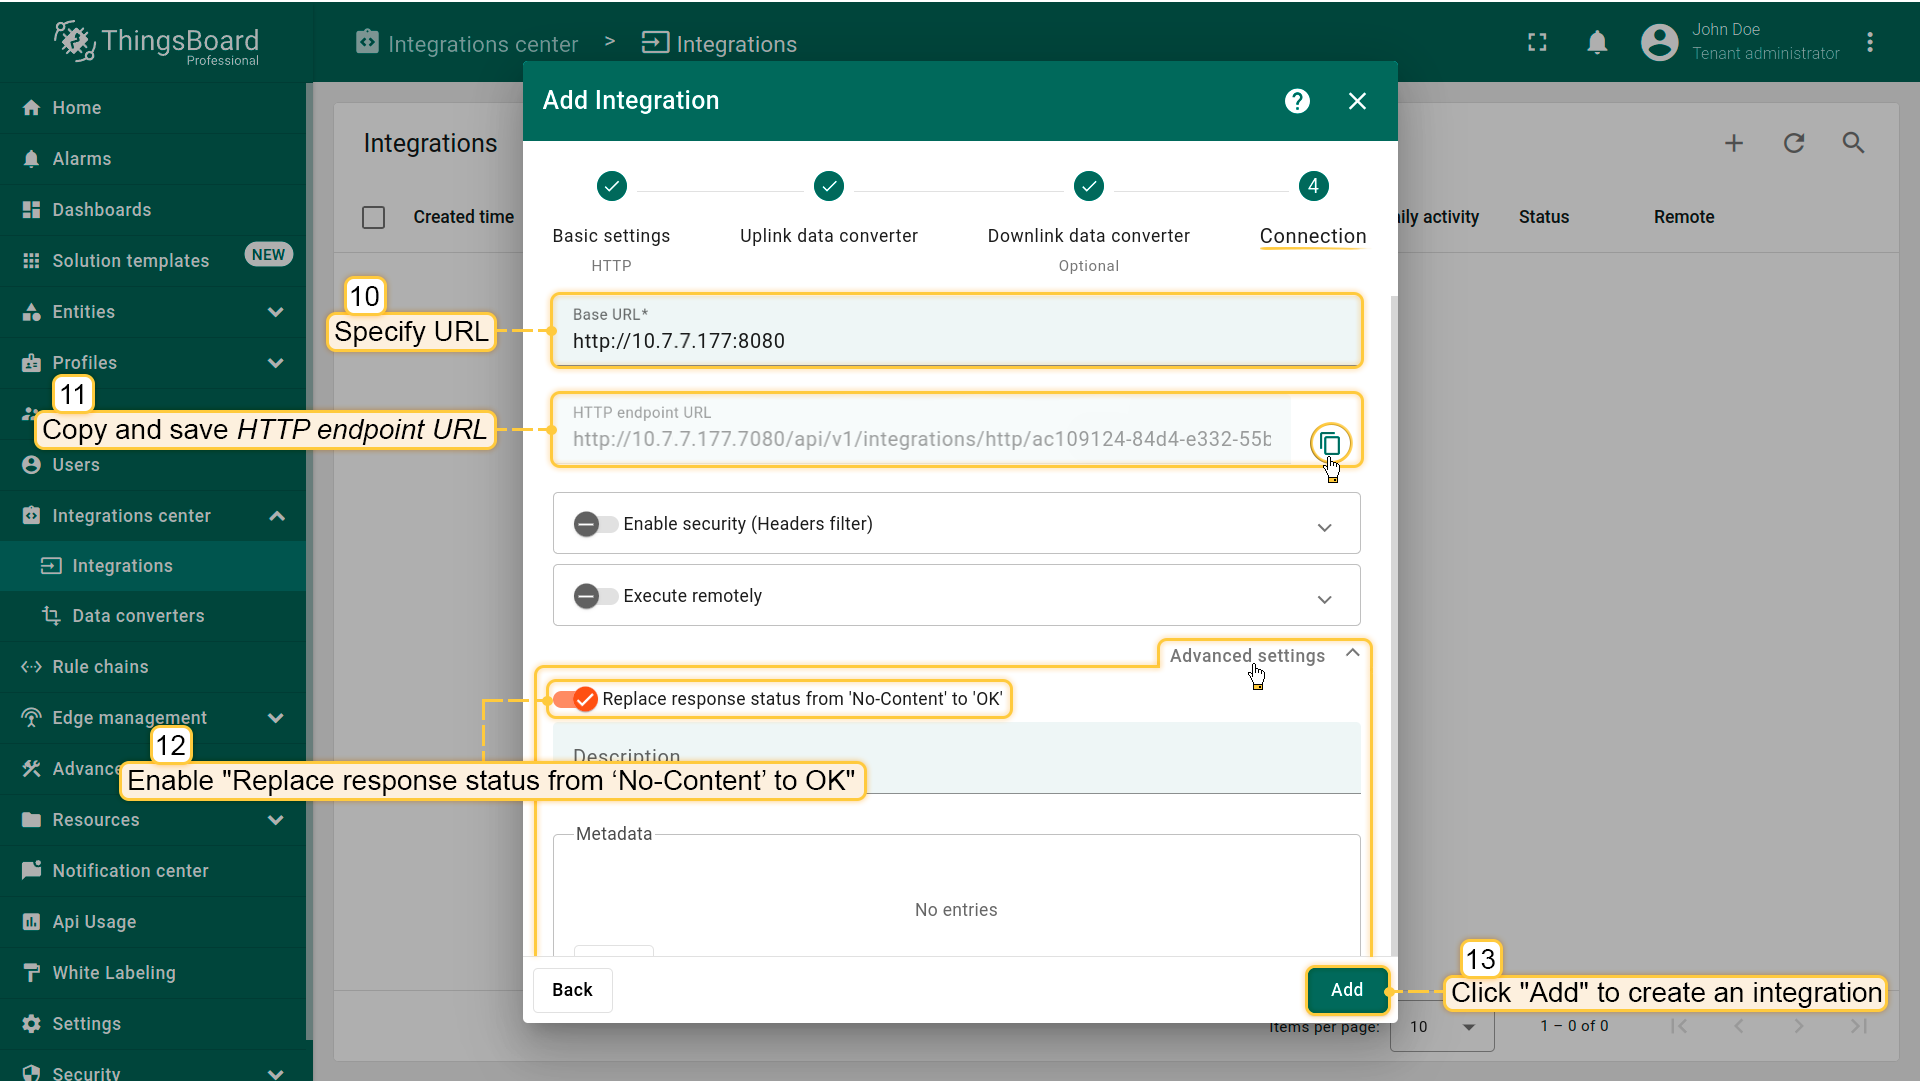 ThingsBoard
Professional
Integrations center > Integrations
John Doe
Tenant administrator
Home
Alarms
Dashboards
Solution templates
NEW
Entities
Profiles
Users
Integrations center
Integrations
Data converters
Rule chains
Edge management
Advance
Resources
Notification center
Api Usage
White Labeling
Settings
Security
Integrations
Created time
ily activity
Status
Remote
Add Integration
4
Basic settings
HTTP
Uplink data converter
Downlink data converter
Optional
Connection
10
Specify URL
Base URL*
http://10.7.7.177:8080
11
Copy and save HTTP endpoint URL
HTTP endpoint URL
http://10.7.7.177.7080/api/v1/integrations/http/ac109124-84d4-e332-55b
Enable security (Headers filter)
Execute remotely
Advanced settings
Replace response status from 'No-Content' to 'OK'
Description
12
Enable "Replace response status from ‘No-Content’ to OK"
Metadata
No entries
Back
Add
13
Click "Add" to create an integration
Items per page:
10
1 – 0 of 0